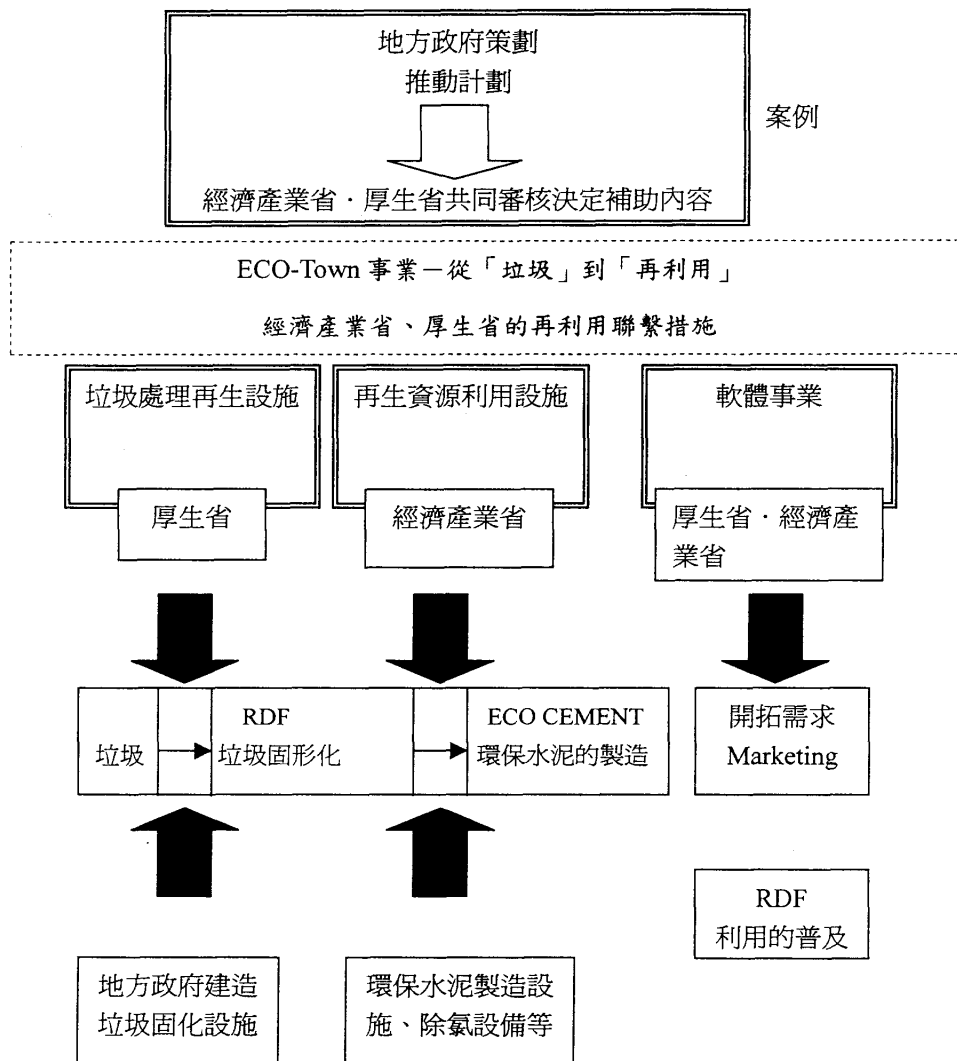 地方政府策劃
推動計劃
案例
經濟產業省．厚生省共同審核決定補助內容
ECO-Town 事業－從「垃圾」到「再利用」
經濟產業省、厚生省的再利用聯繫措施
垃圾處理再生設施
再生資源利用設施
軟體事業
厚生省
經濟產業省
厚生省．經濟產
業省
垃圾
RDF
垃圾固形化
ECO CEMENT
環保水泥的製造
開拓需求
Marketing
RDF
利用的普及
地方政府建造
垃圾固化設施
環保水泥製造設
施、除氯設備等